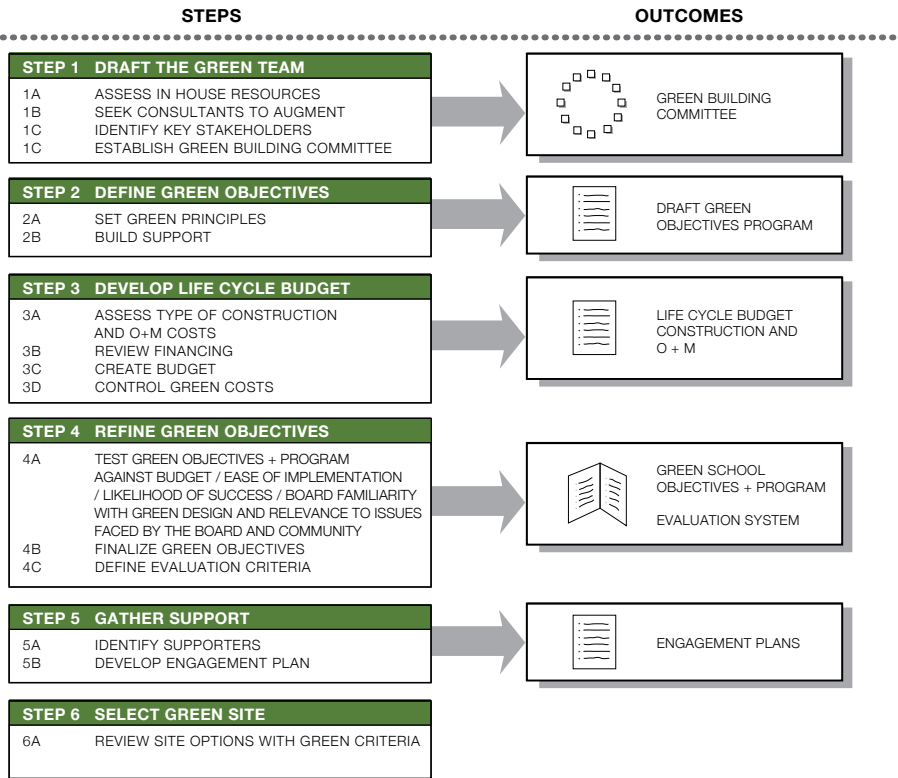 STEPS
OUTCOMES
STEP 1 DRAFT THE GREEN TEAM
1A ASSESS IN HOUSE RESOURCES
1B SEEK CONSULTANTS TO AUGMENT
1C IDENTIFY KEY STAKEHOLDERS
1C ESTABLISH GREEN BUILDING COMMITTEE
GREEN BUILDING
COMMITTEE
STEP 2 DEFINE GREEN OBJECTIVES
2A SET GREEN PRINCIPLES
2B BUILD SUPPORT
DRAFT GREEN
OBJECTIVES PROGRAM
STEP 3 DEVELOP LIFE CYCLE BUDGET
3A ASSESS TYPE OF CONSTRUCTION
AND O+M COSTS
3B REVIEW FINANCING
3C CREATE BUDGET
3D CONTROL GREEN COSTS
LIFE CYCLE BUDGET
CONSTRUCTION AND
O + M
STEP 4 REFINE GREEN OBJECTIVES
4A TEST GREEN OBJECTIVES + PROGRAM
AGAINST BUDGET / EASE OF IMPLEMENTATION
/ LIKELIHOOD OF SUCCESS / BOARD FAMILIARITY
WITH GREEN DESIGN AND RELEVANCE TO ISSUES
FACED BY THE BOARD AND COMMUNITY
4B FINALIZE GREEN OBJECTIVES
4C DEFINE EVALUATION CRITERIA
GREEN SCHOOL
OBJECTIVES + PROGRAM
EVALUATION SYSTEM
STEP 5 GATHER SUPPORT
5A IDENTIFY SUPPORTERS
5B DEVELOP ENGAGEMENT PLAN
ENGAGEMENT PLANS
STEP 6 SELECT GREEN SITE
6A REVIEW SITE OPTIONS WITH GREEN CRITERIA